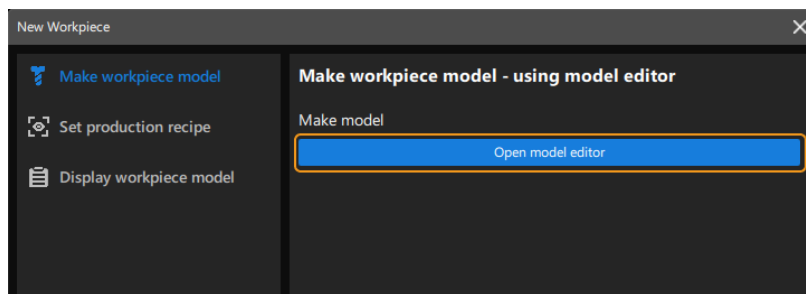 New Workpiece
Make workpiece model
Set production recipe
Display workpiece model
Make workpiece model - using model editor
Make model
Open model editor